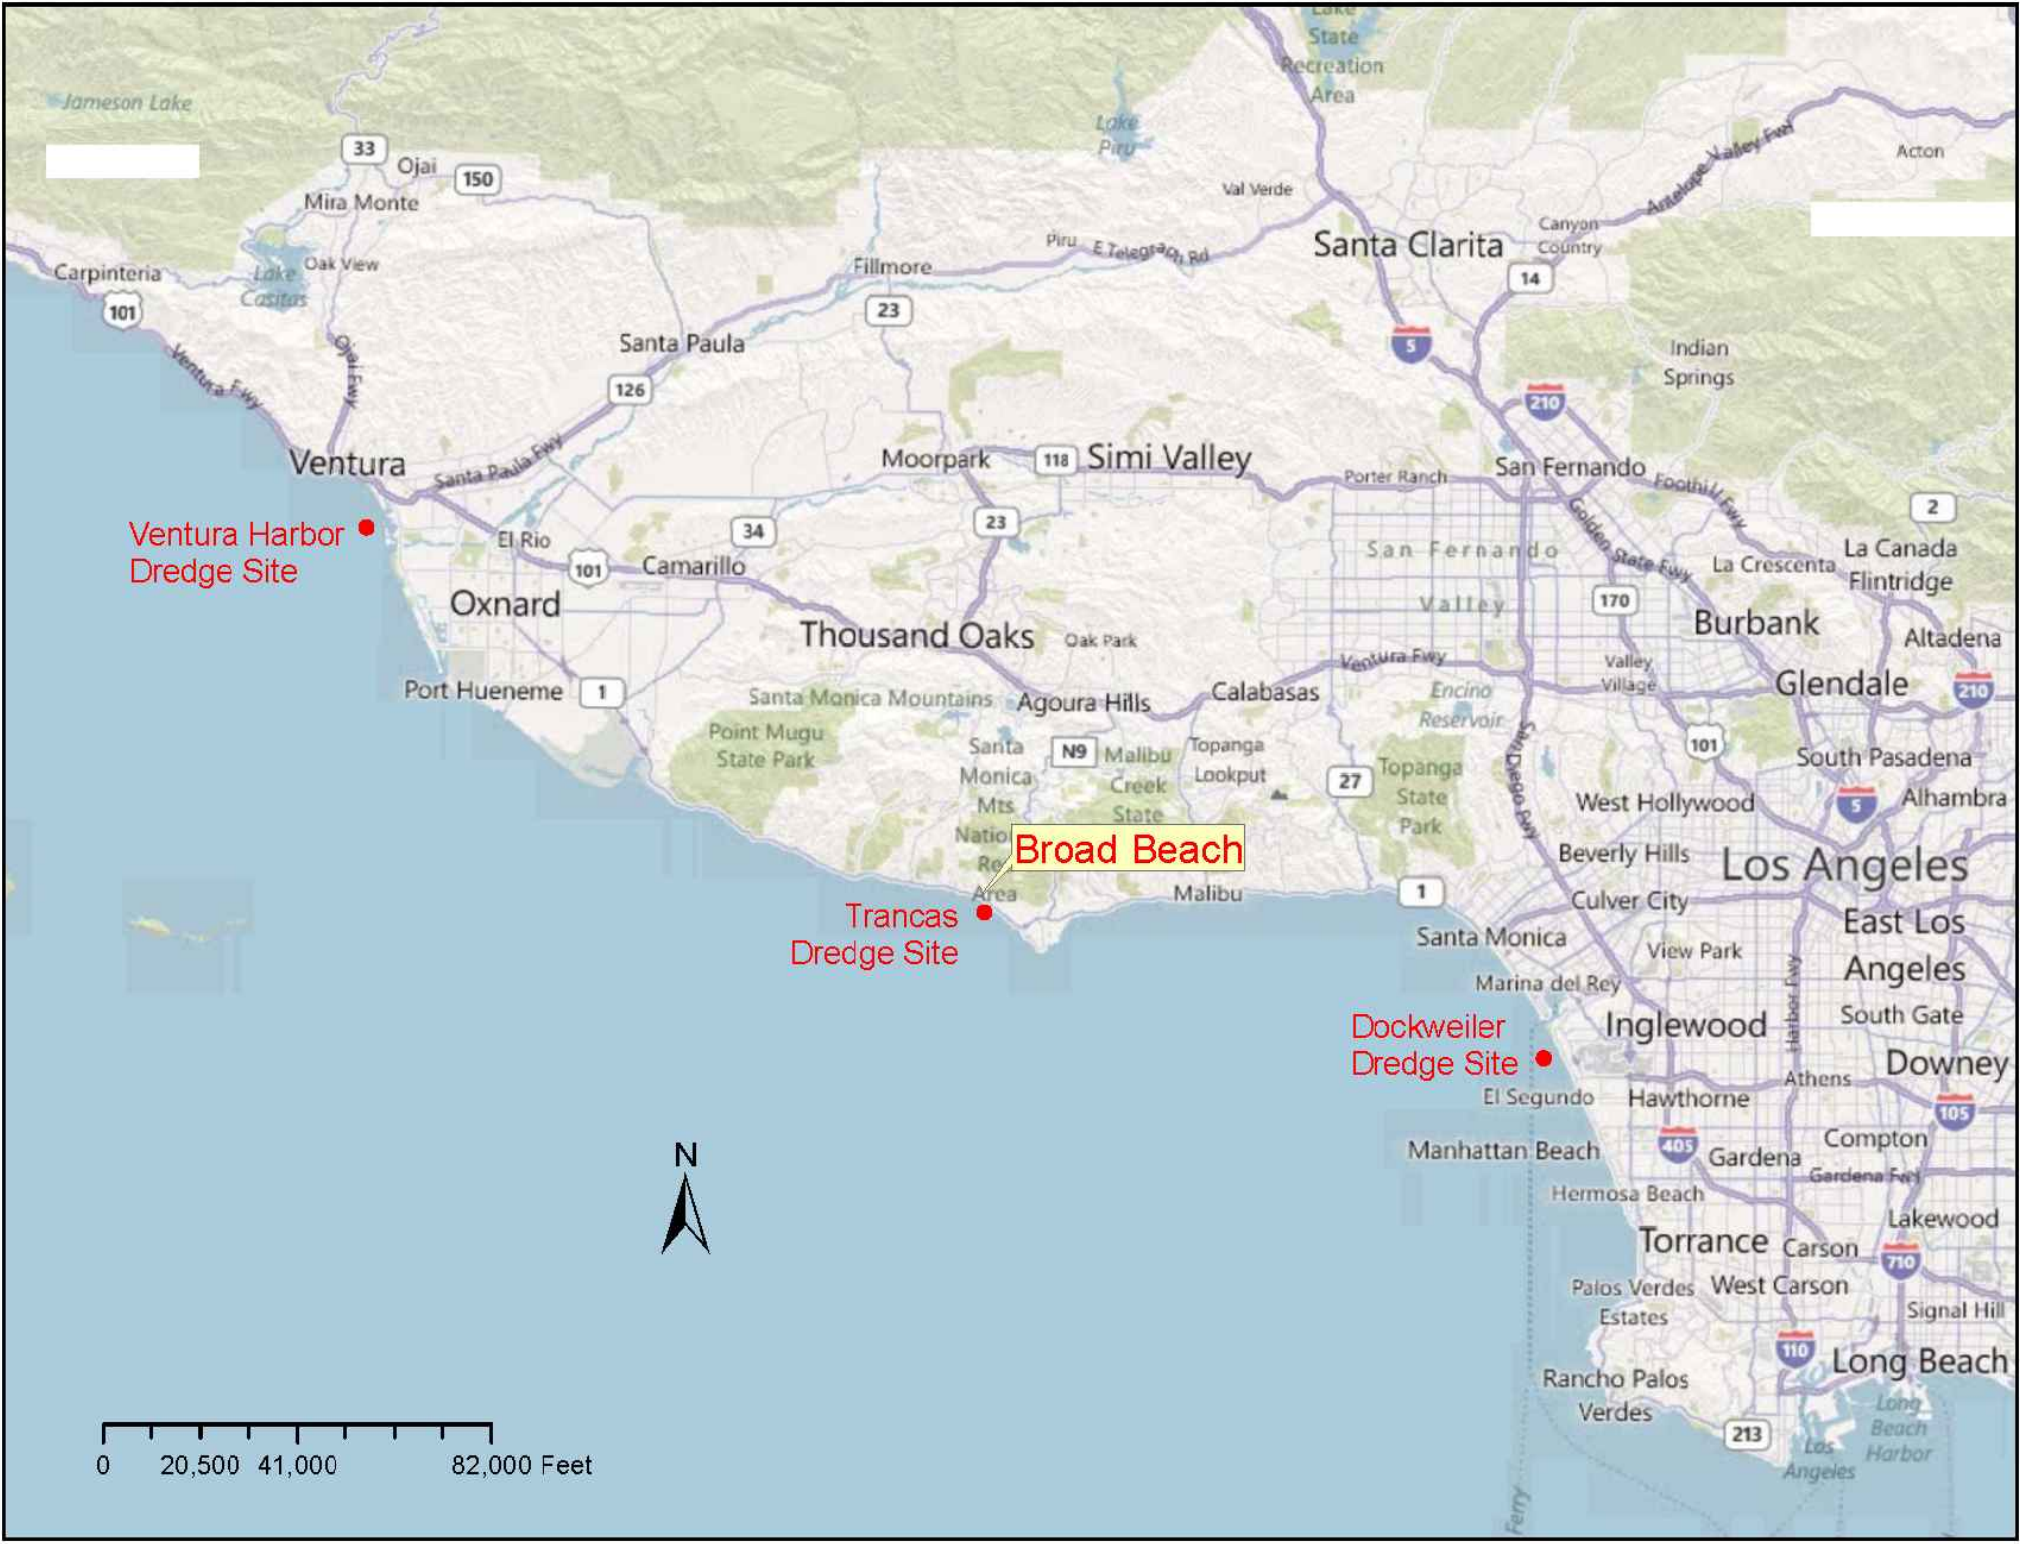 Lake
State
Recreation
Area
Jameson Lake
Lake
Piru
33
Ojai
150
Mira Monte
Val Verde
Antelope Valley Fwy
Acton
Canyon
Country
Santa Clarita
Piru
E Telegraph Rd
Carpinteria
Lake
Casitas
Oak View
Fillmore
14
101
23
Ventura Fwy
Ojai Fwy
Santa Paula
5
Indian
Springs
126
210
Ventura
Santa Paula Fwy
Moorpark
118
Simi Valley
Porter Ranch
San Fernando
Foothill Fwy
2
Ventura Harbor
Dredge Site
El Rio
34
23
San Fernando
Valley
Golden State Fwy
La Crescenta
La Canada
Flintridge
101
Camarillo
170
Oxnard
Thousand Oaks
Oak Park
Burbank
Altadena
Ventura Fwy
Valley
Village
Glendale
210
Port Hueneme
1
Santa Monica Mountains
Agoura Hills
Calabasas
Encino
Reservoir
Point Mugu
State Park
Santa
Monica
Mts
Natio
Re
Area
N9
Malibu
Creek
State
Topanga
Lookput
27
Topanga
State
Park
San Diego Fwy
101
South Pasadena
West Hollywood
5
Alhambra
Broad Beach
Beverly Hills
Los Angeles
Malibu
1
Culver City
Trancas
Dredge Site
Santa Monica
View Park
East Los
Angeles
Harbor Fwy
Marina del Rey
South Gate
Dockweiler
Dredge Site
Inglewood
Downey
Athens
El Segundo
Hawthorne
105
Manhattan Beach
405
Gardena
Compton
Gardena Fwy
N
Hermosa Beach
Lakewood
Torrance
Carson
710
Palos Verdes
Estates
West Carson
Signal Hill
110
Long Beach
Rancho Palos
Verdes
213
Long
Beach
Harbor
Los
Angeles
Ferry
0 20,500 41,000 82,000 Feet